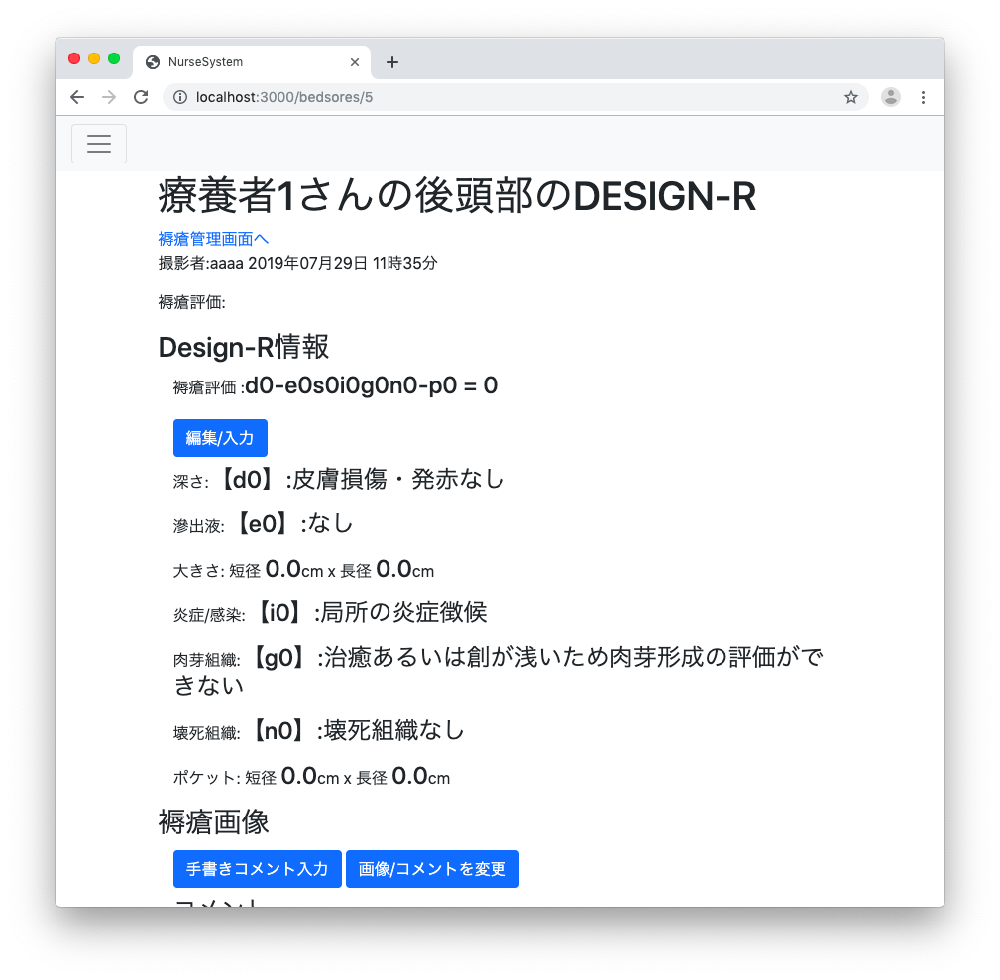 NurseSystem
localhost:3000/bedsores/5
療養者1さんの後頭部のDESIGN-R
褥瘡管理画面へ
撮影者:aaaa 2019年07月29日 11時35分
褥瘡評価:
Design-R情報
褥瘡評価 :d0-e0s0i0g0n0-p0 = 0
編集/入力
深さ:【d0】:皮膚損傷・発赤なし
滲出液:【e0】:なし
大きさ: 短径 0.0cm x 長径 0.0cm
炎症/感染:【i0】:局所の炎症徴候
肉芽組織:【g0】:治癒あるいは創が浅いため肉芽形成の評価がで
きない
壊死組織:【n0】:壊死組織なし
ポケット: 短径 0.0cm x 長径 0.0cm
褥瘡画像
手書きコメント入力 画像/コメントを変更
コメント